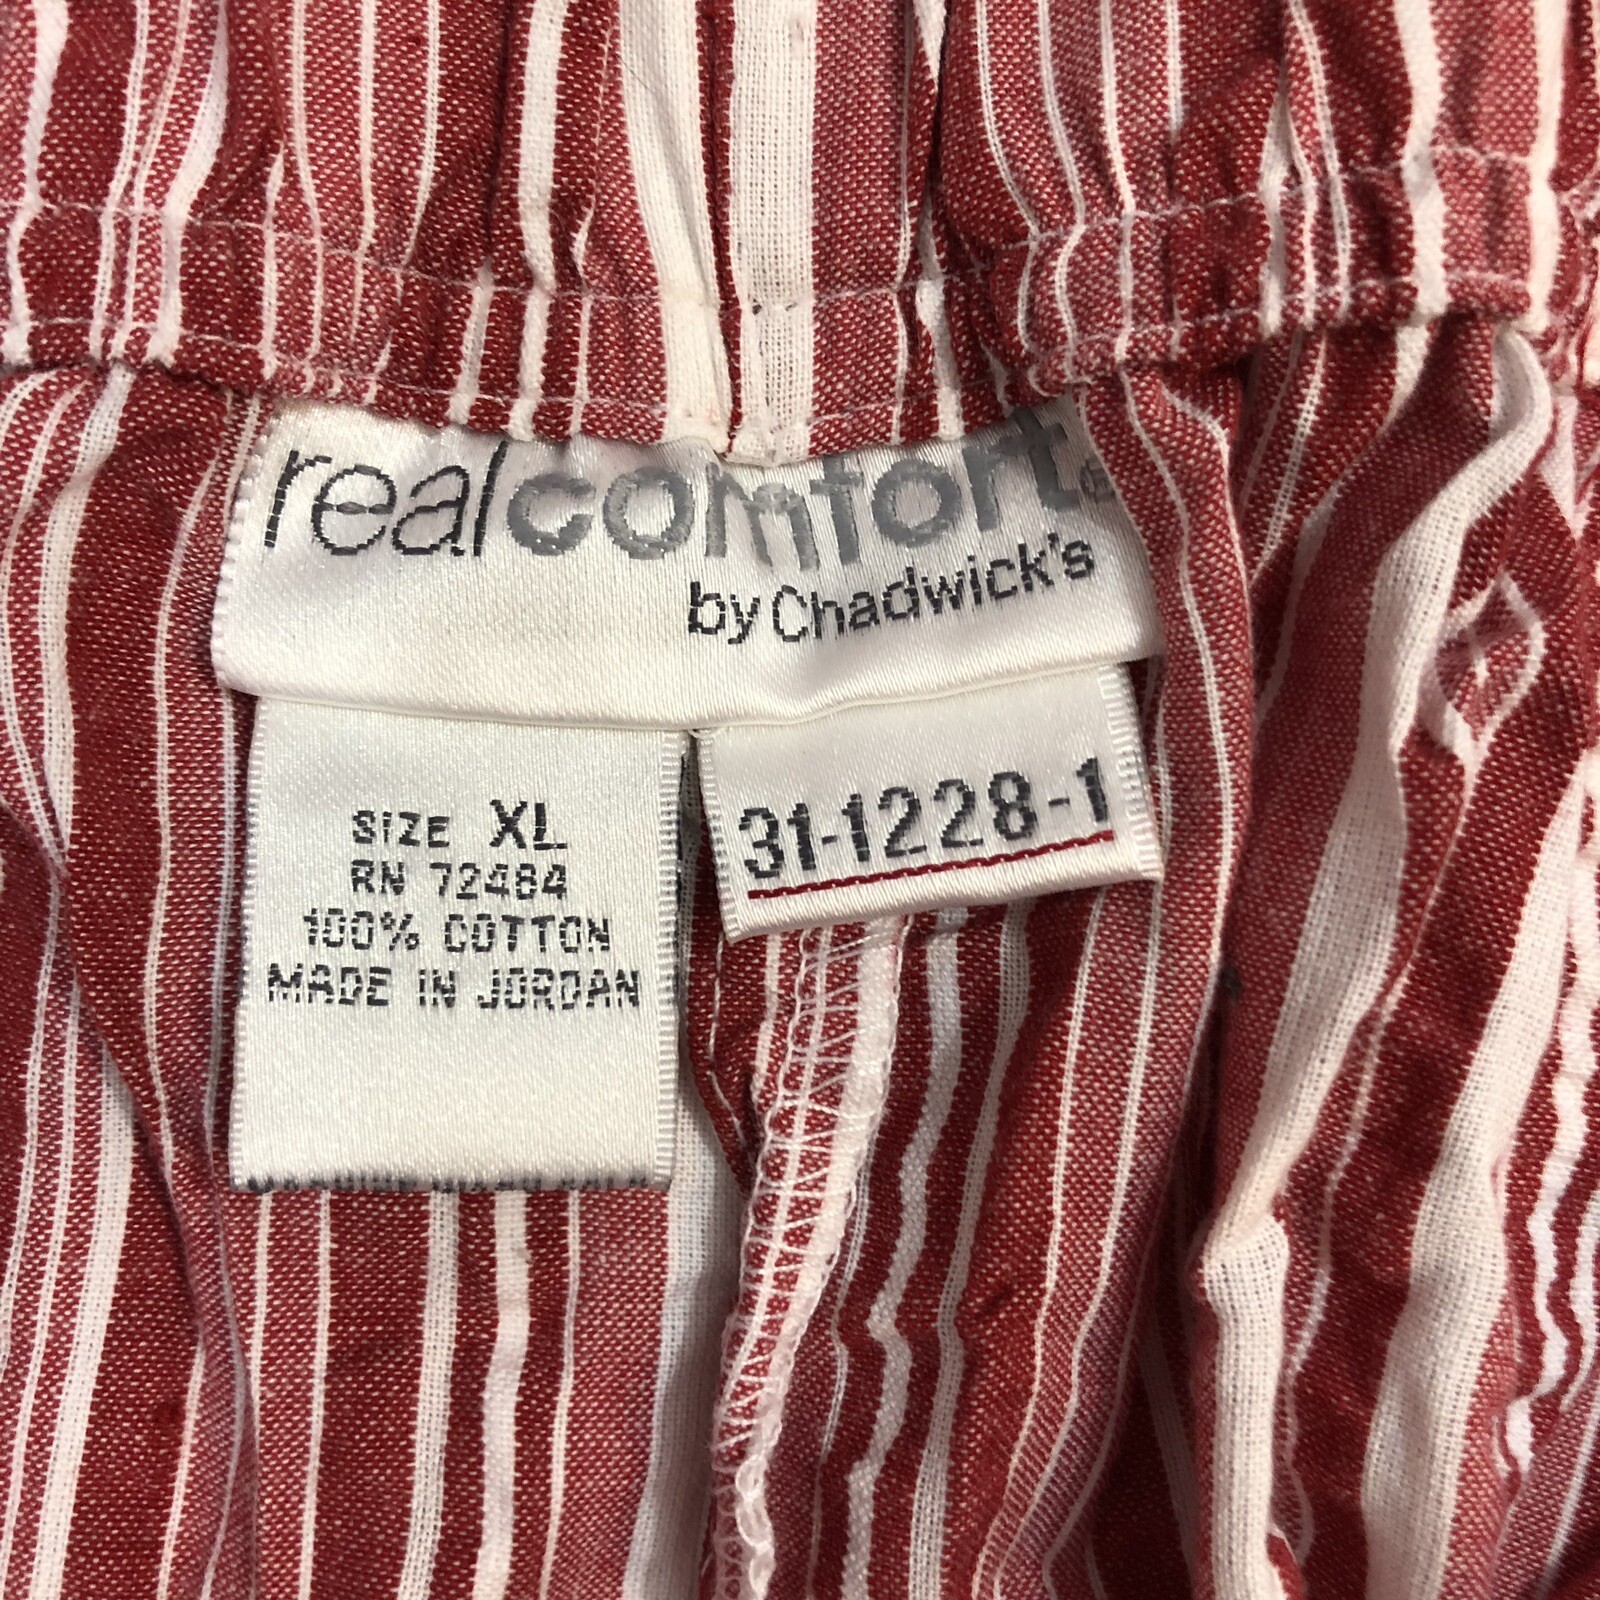 realcomfort®
by Chadwick's
SIZE XL
RN 72484
100% COTTON
MADE IN JORDAN
31-1228-1